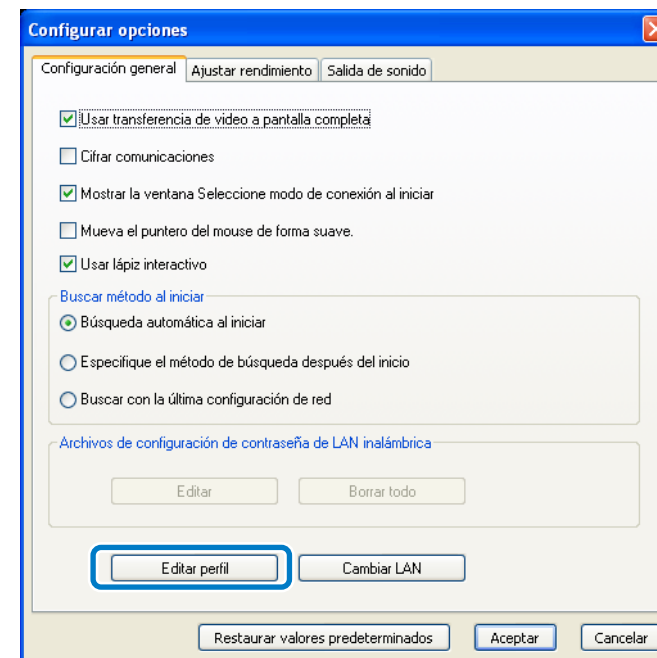 Configurar opciones
Configuración general Ajustar rendimiento Salida de sonido
Usar transferencia de video a pantalla completa
Cifrar comunicaciones
Mostrar la ventana Seleccione modo de conexión al iniciar
Mueva el puntero del mouse de forma suave.
Usar lápiz interactivo
Buscar método al iniciar
Búsqueda automática al iniciar
Especifique el método de búsqueda después del inicio
Buscar con la última configuración de red
Archivos de configuración de contraseña de LAN inalámbrica
Editar Borrar todo
Editar perfil Cambiar LAN
Restaurar valores predeterminados Aceptar Cancelar